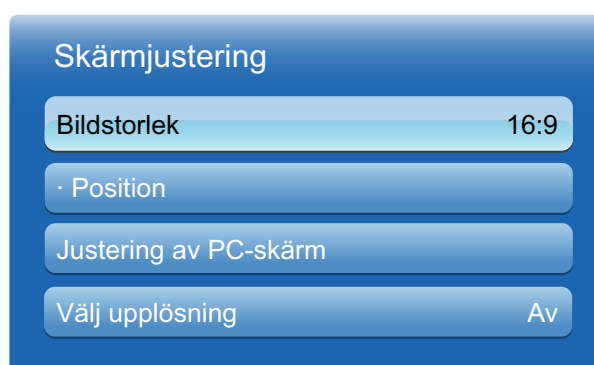 Skärmjustering
Bildstorlek 16:9
· Position
Justering av PC-skärm
Välj upplösning Av